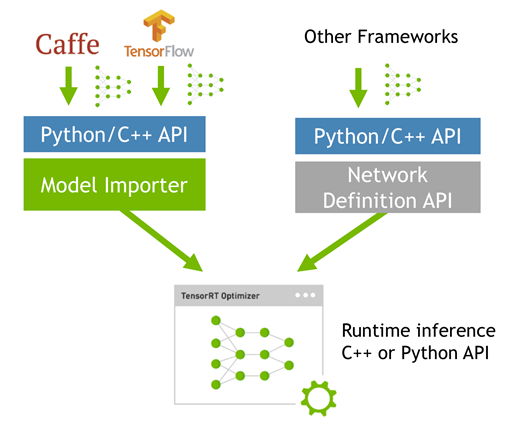 Caffe
TensorFlow
Other Frameworks
Python/C++ API
Model Importer
Python/C++ API
Network
Definition API
TensorRT Optimizer
Runtime inference
C++ or Python API